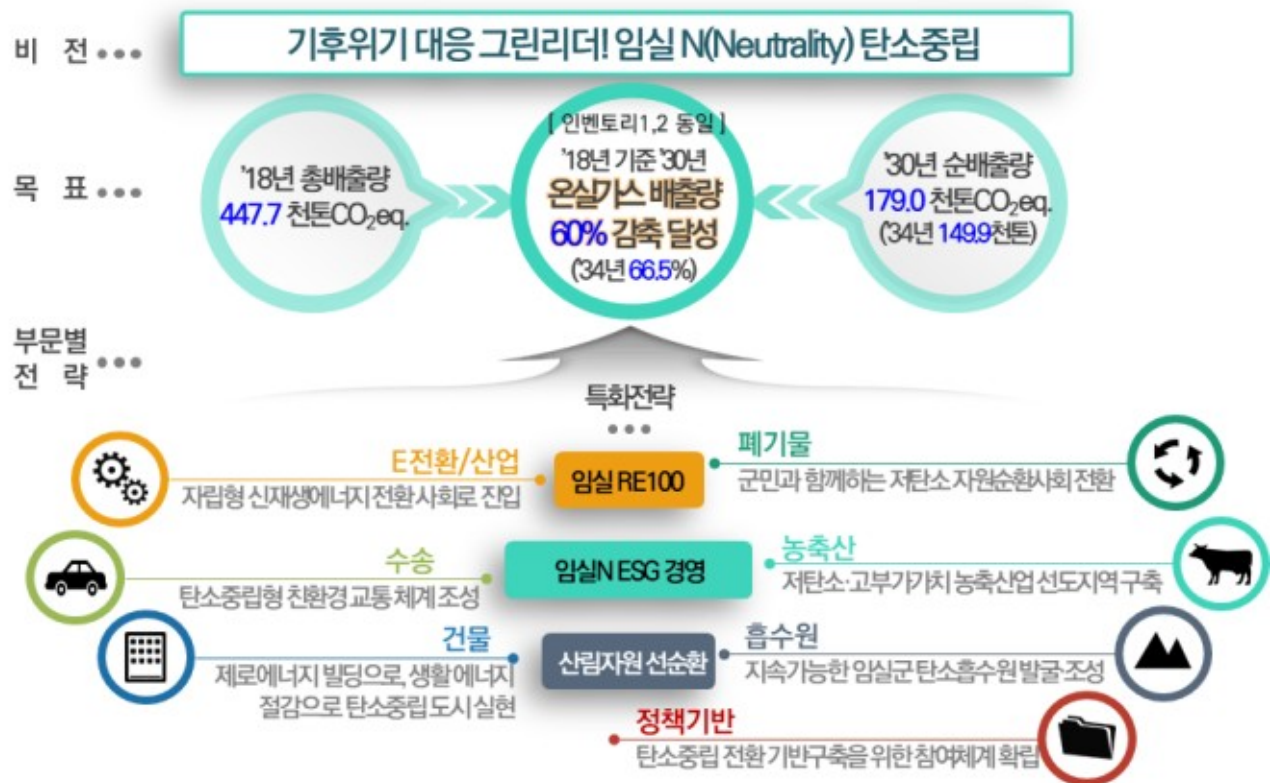 비 전
기후위기 대응 그린리더! 임실 N(Neutrality) 탄소중립
목 표
'18년 총배출량
447.7 천톤CO₂eq.
[ 인벤토리1,2 동일 ]
'18년 기준 '30년
온실가스 배출량
60% 감축 달성
('34년 66.5%)
'30년 순배출량
179.0 천톤CO₂eq.
('34년 149.9천톤)
부문별
전 략
특화전략
E전환/산업
자립형 신재생에너지 전환 사회로 진입
임실 RE100
폐기물
군민과 함께하는 저탄소 자원순환사회 전환
수송
탄소중립형 친환경 교통 체계 조성
임실N ESG 경영
농축산
저탄소·고부가가치 농축산업 선도지역 구축
건물
제로에너지 빌딩으로, 생활 에너지
절감으로 탄소중립 도시 실현
산림자원 선순환
흡수원
지속가능한 임실군 탄소흡수원 발굴·조성
정책기반
탄소중립 전환 기반구축을 위한 참여체계 확립